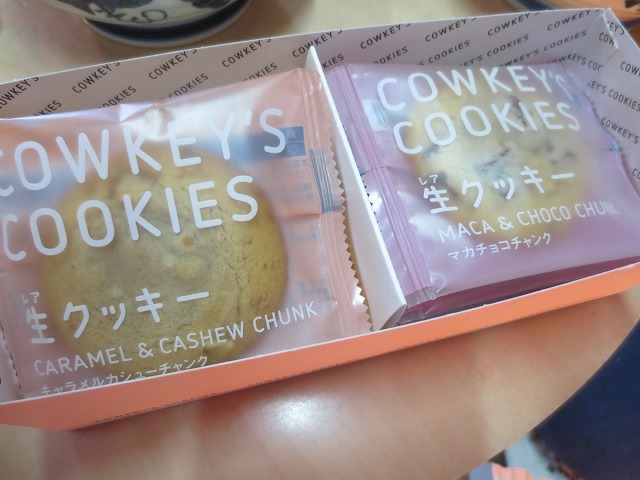 COWKEY'S COOKIES
COWKEY'S
COOKIES
レア
生クッキー
CARAMEL & CASHEW CHUNK
キャラメルカシューチャンク
COWKEY'S
COOKIES
レア
生クッキー
MACA & CHOCO CHUNK
マカチョコチャンク